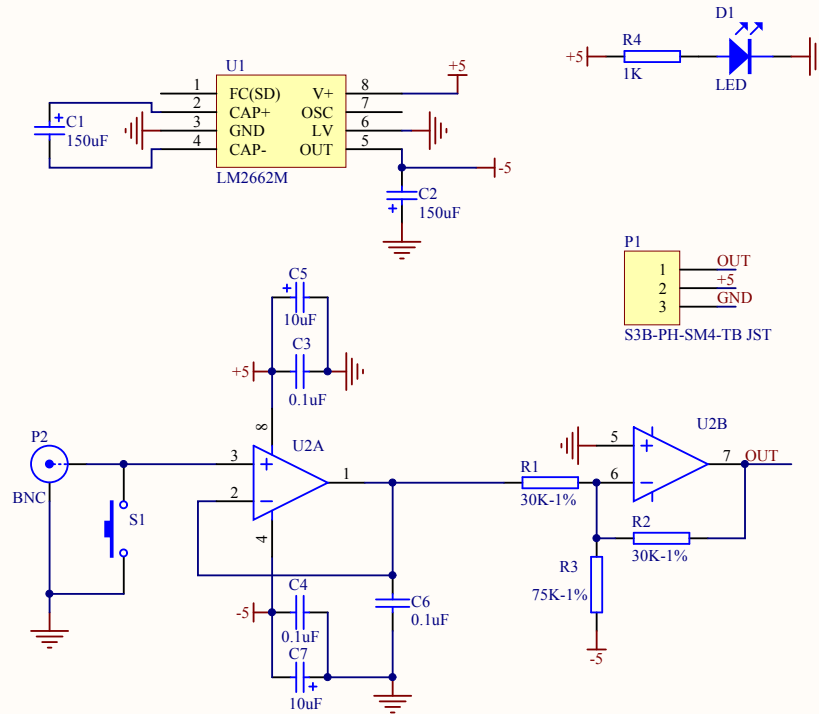 D1
+5
R4
1K
LED
U1
+5
1
FC(SD)
V+
8
2
CAP+
OSC
7
3
GND
LV
6
4
CAP-
OUT
5
LM2662M
+
C1
150uF
-5
C2
+
150uF
P1
1
OUT
2
+5
3
GND
S3B-PH-SM4-TB JST
C5
+
10uF
C3
+5
0.1uF
8
P2
BNC
S1
U2A
3
+
1
2
−
4
C4
-5
0.1uF
C7
+
10uF
C6
0.1uF
R1
30K-1%
U2B
5
+
7
OUT
6
−
R2
30K-1%
R3
75K-1%
-5